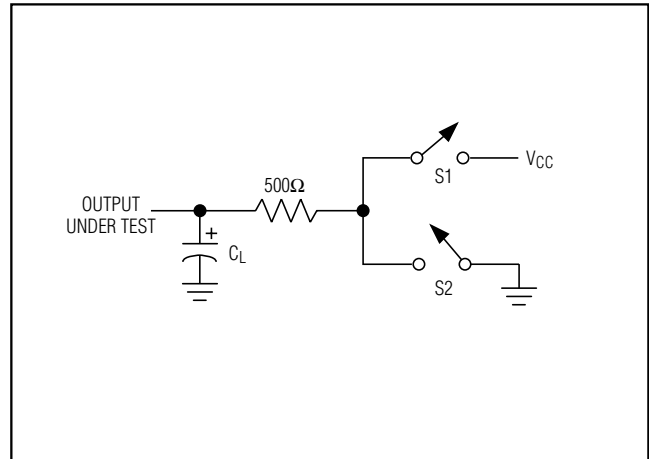 500Ω
OUTPUT
UNDER TEST
+
CL
S1
VCC
S2